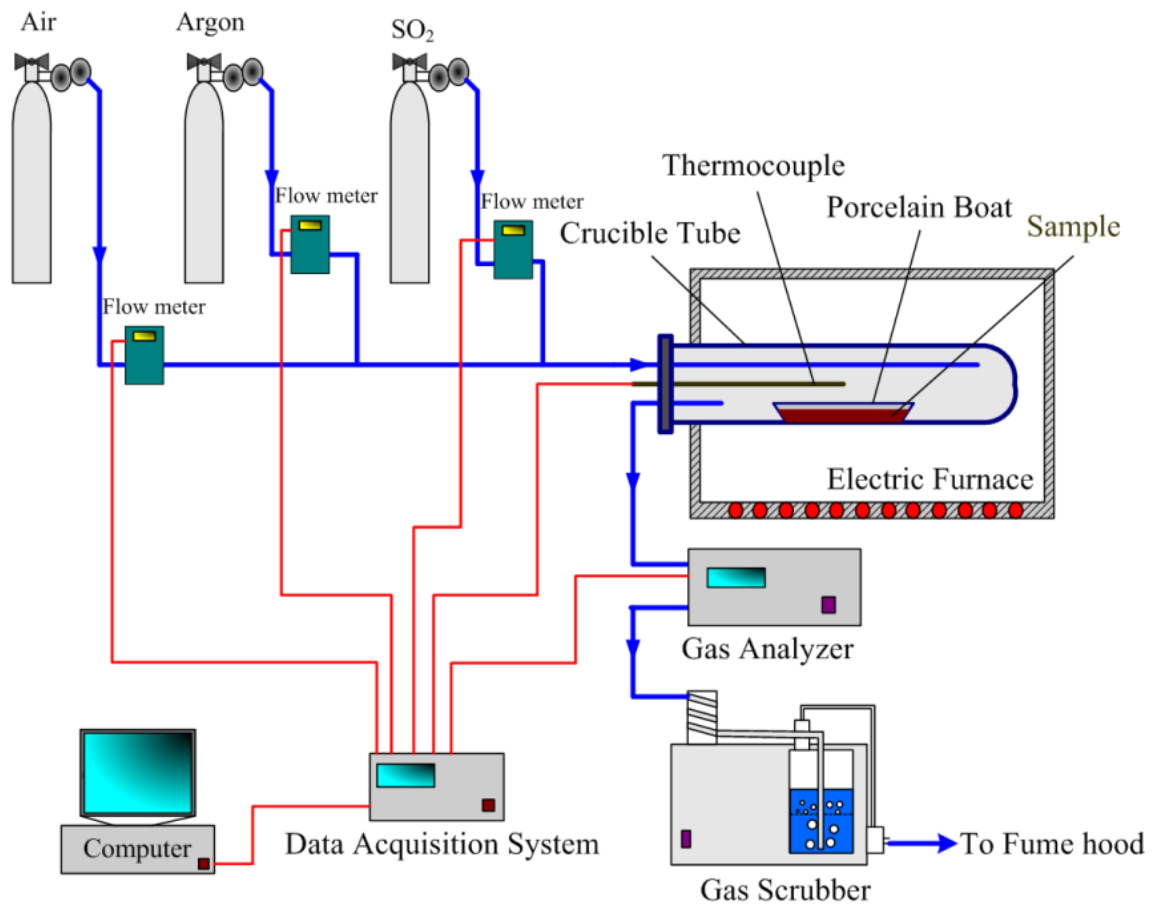 Air
Argon
SO₂
Flow meter
Flow meter
Flow meter
Thermocouple
Porcelain Boat
Sample
Crucible Tube
Electric Furnace
Gas Analyzer
Computer
Data Acquisition System
To Fume hood
Gas Scrubber